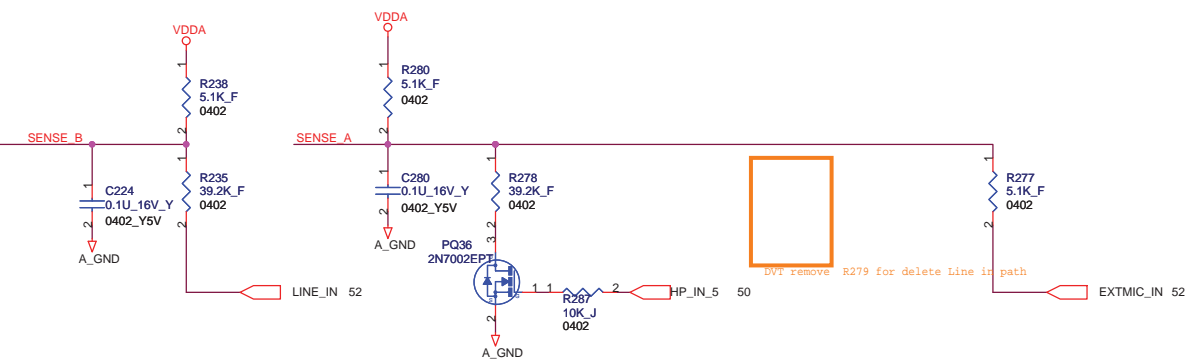 VDDA
VDDA
1
R238
5.1K_F
0402
2
1
R280
5.1K_F
0402
2
SENSE_B
SENSE_A
1
C224
0.1U_16V_Y
0402_Y5V
2
A_GND
1
R235
39.2K_F
0402
2
LINE_IN 52
1
C280
0.1U_16V_Y
0402_Y5V
2
A_GND
1
R278
39.2K_F
0402
2
3
PQ36
2N7002EPT
1
2
A_GND
1
R287
10K_J
0402
2
HP_IN_5 50
DVT remove R279 for delete Line in path
1
R277
5.1K_F
0402
2
EXTMIC_IN 52